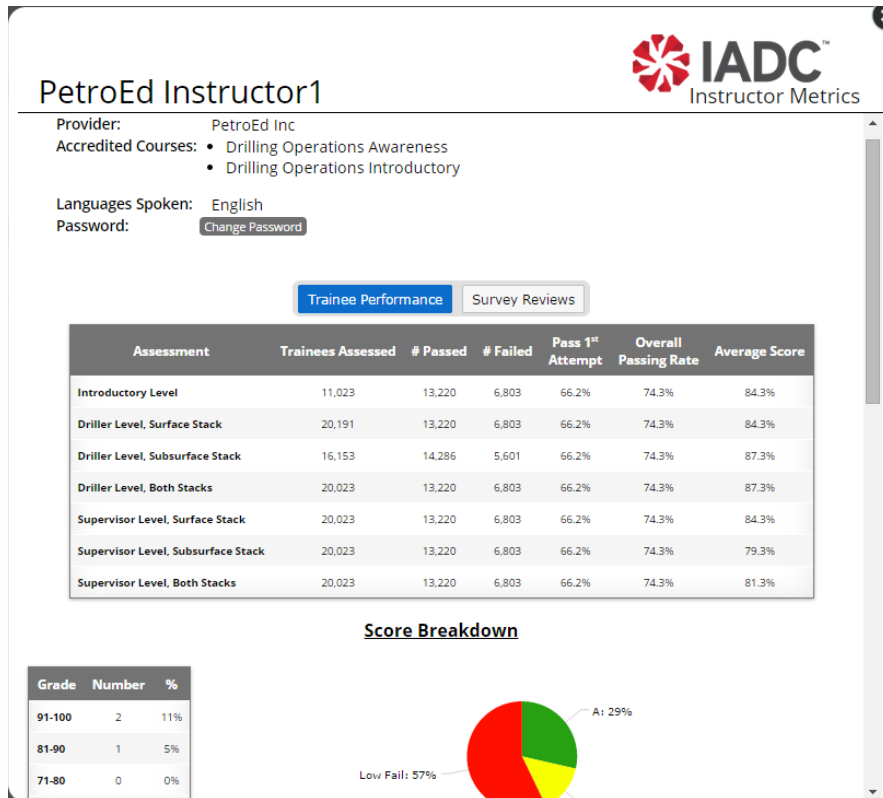 IADC™
PetroEd Instructor1
Instructor Metrics
Provider: PetroEd Inc
Accredited Courses: • Drilling Operations Awareness
• Drilling Operations Introductory
Languages Spoken: English
Password: Change Password
Trainee Performance Survey Reviews
Assessment Trainees Assessed # Passed # Failed Pass 1st Attempt Overall Passing Rate Average Score
Introductory Level 11,023 13,220 6,803 66.2% 74.3% 84.3%
Driller Level, Surface Stack 20,191 13,220 6,803 66.2% 74.3% 84.3%
Driller Level, Subsurface Stack 16,153 14,286 5,601 66.2% 74.3% 87.3%
Driller Level, Both Stacks 20,023 13,220 6,803 66.2% 74.3% 87.3%
Supervisor Level, Surface Stack 20,023 13,220 6,803 66.2% 74.3% 84.3%
Supervisor Level, Subsurface Stack 20,023 13,220 6,803 66.2% 74.3% 79.3%
Supervisor Level, Both Stacks 20,023 13,220 6,803 66.2% 74.3% 81.3%
Score Breakdown
Grade Number %
91-100 2 11%
81-90 1 5%
71-80 0 0%
A: 29%
Low Fail: 57%